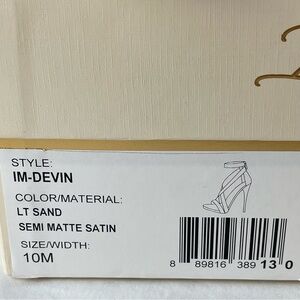 STYLE:
IM-DEVIN
COLOR/MATERIAL:
LT SAND
SEMI MATTE SATIN
SIZE/WIDTH:
10M
8 89816 389 13 0